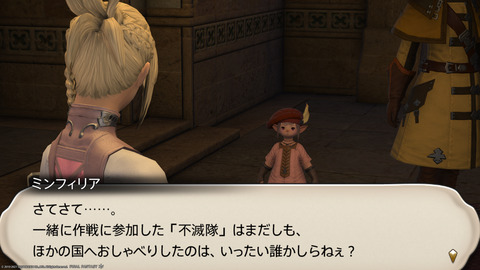 ミンフィリア
さてさて……。
一緒に作戦に参加した「不滅隊」はまだしも、
ほかの国へおしゃべりしたのは、いったい誰かしらねぇ？